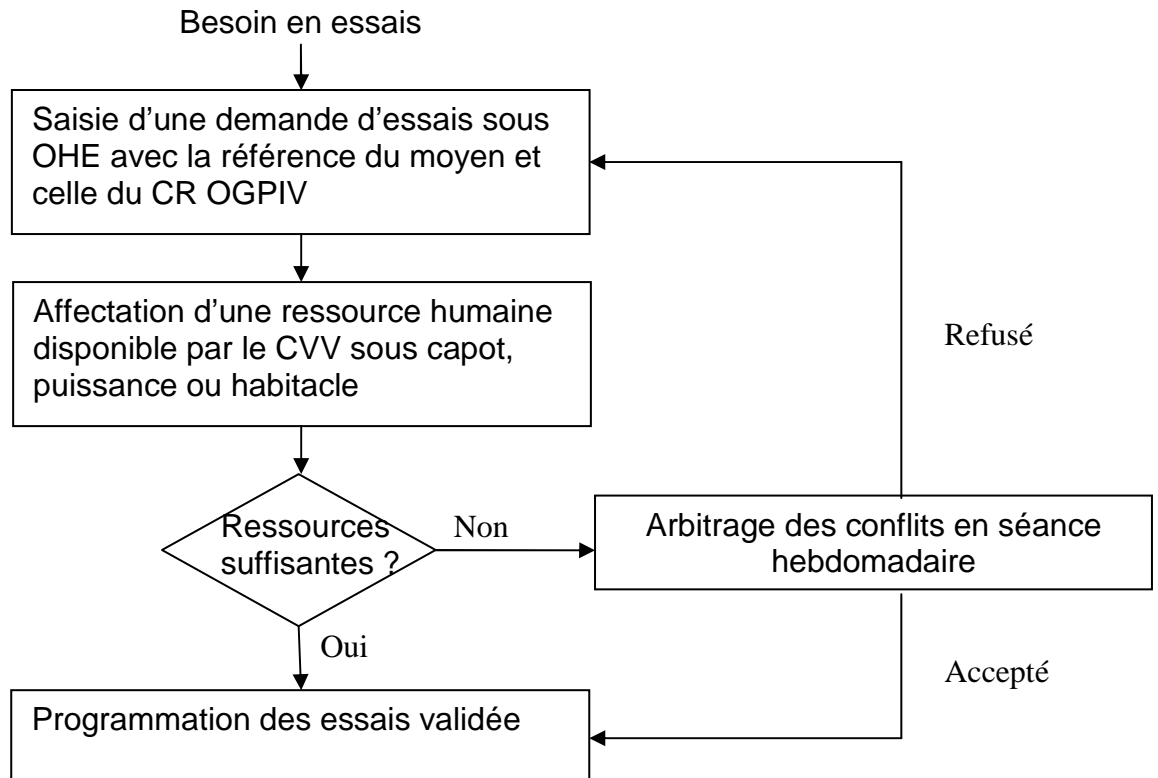 Besoin en essais
Saisie d’une demande d’essais sous
OHE avec la référence du moyen et
celle du CR OGPIV
Affectation d’une ressource humaine
disponible par le CVV sous capot,
puissance ou habitacle
Refusé
Ressources
suffisantes ?
Non
Arbitrage des conflits en séance
hebdomadaire
Oui
Accepté
Programmation des essais validée